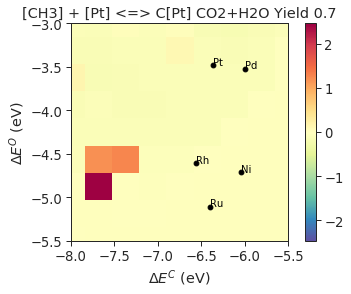 [CH3] + [Pt] <=> C[Pt] CO2+H2O Yield 0.7
−3.0
−3.5
−4.0
−4.5
−5.0
−5.5
ΔE^O (eV)
Pt
Pd
Rh
Ni
Ru
−8.0 −7.5 −7.0 −6.5 −6.0 −5.5
ΔE^C (eV)
2
1
0
−1
−2